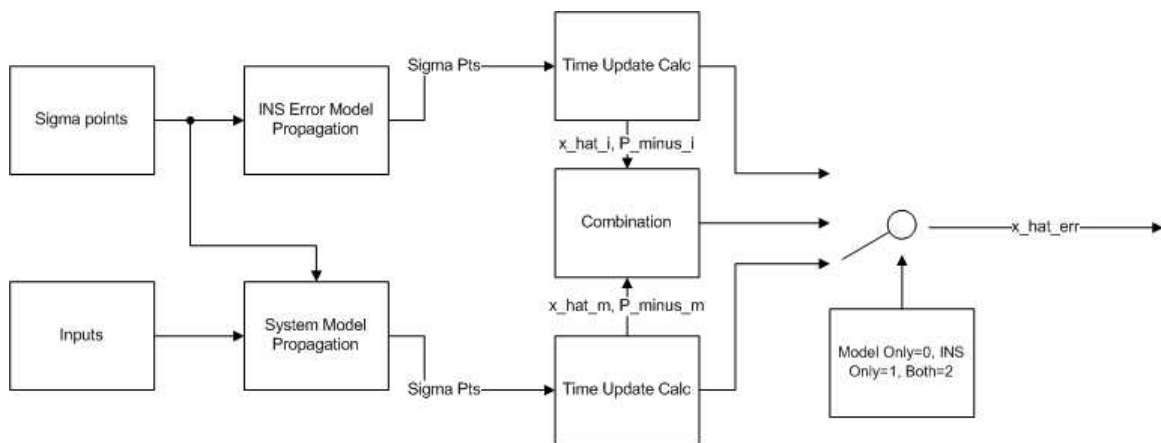 Sigma points
INS Error Model
Propagation
Sigma Pts
Time Update Calc
x_hat_i, P_minus_i
Combination
x_hat_err
x_hat_m, P_minus_m
Inputs
System Model
Propagation
Sigma Pts
Time Update Calc
Model Only=0, INS
Only=1, Both=2